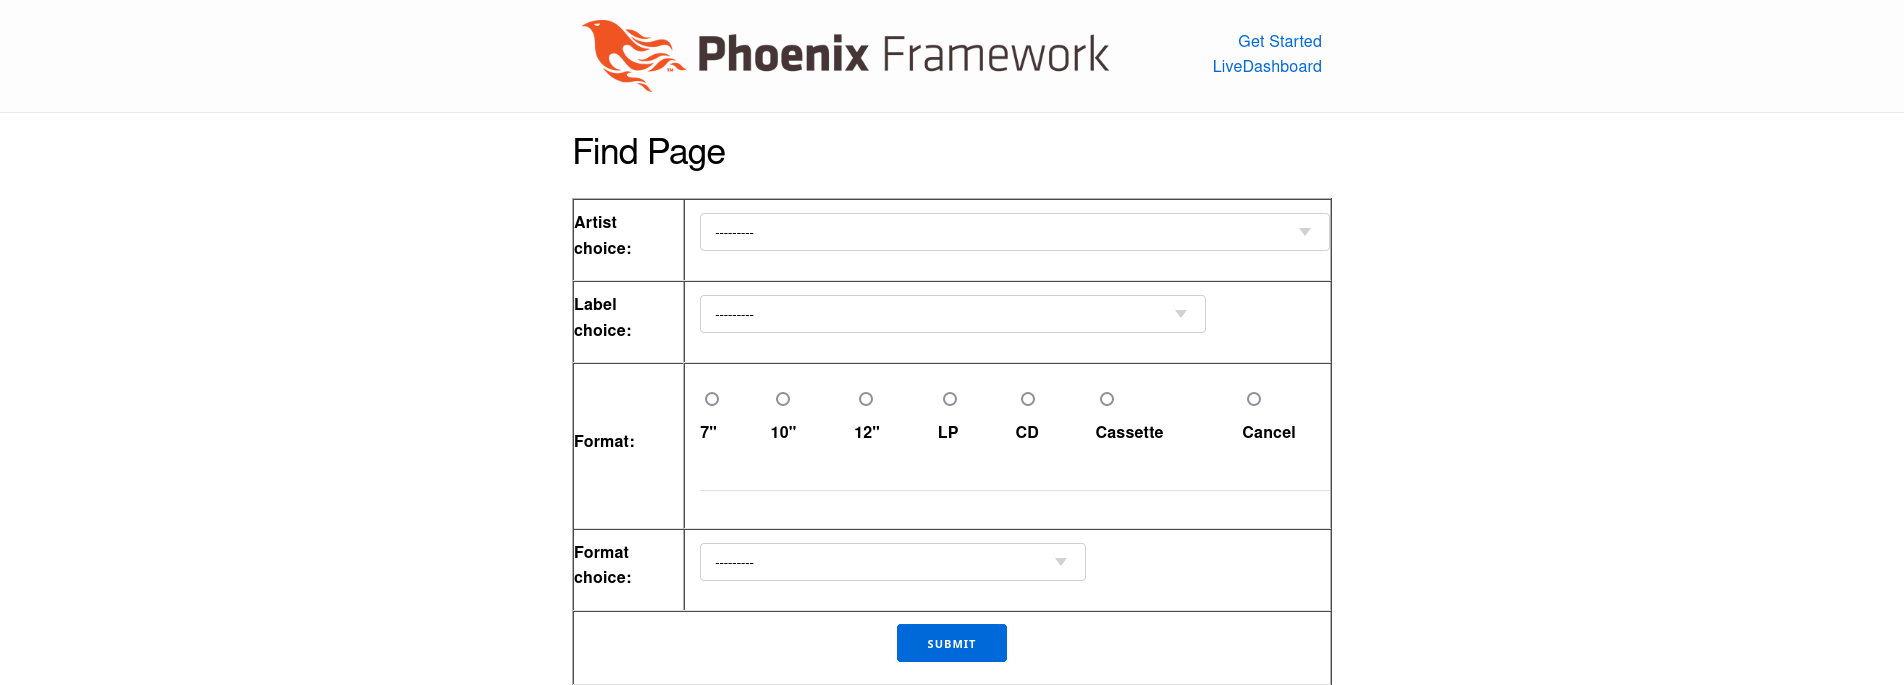 Phoenix Framework
Get Started
LiveDashboard
Find Page
Artist
choice:
---------
Label
choice:
---------
Format:
7" 10" 12" LP CD Cassette Cancel
Format
choice:
---------
SUBMIT